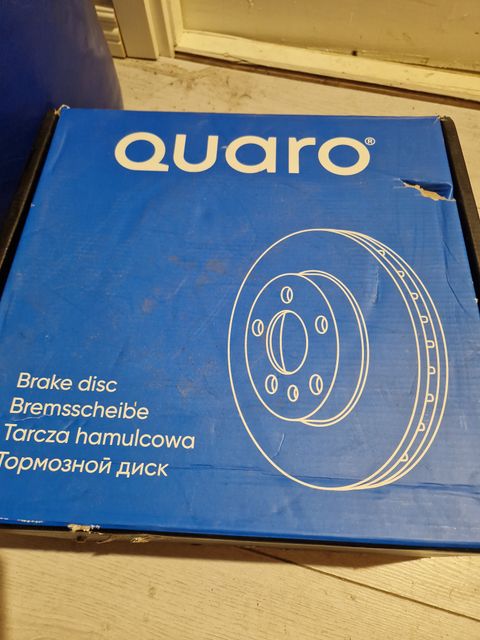 QUARO®
Brake disc
Bremsscheibe
Tarcza hamulcowa
Тормозной диск